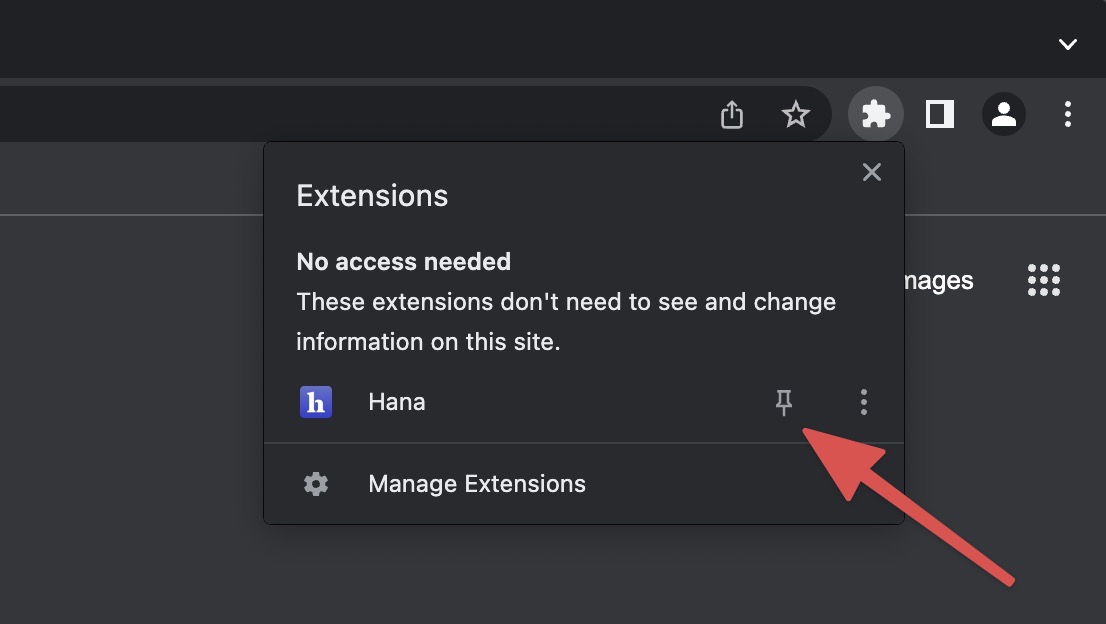 Extensions
No access needed
mages
These extensions don't need to see and change
information on this site.
h Hana
Manage Extensions